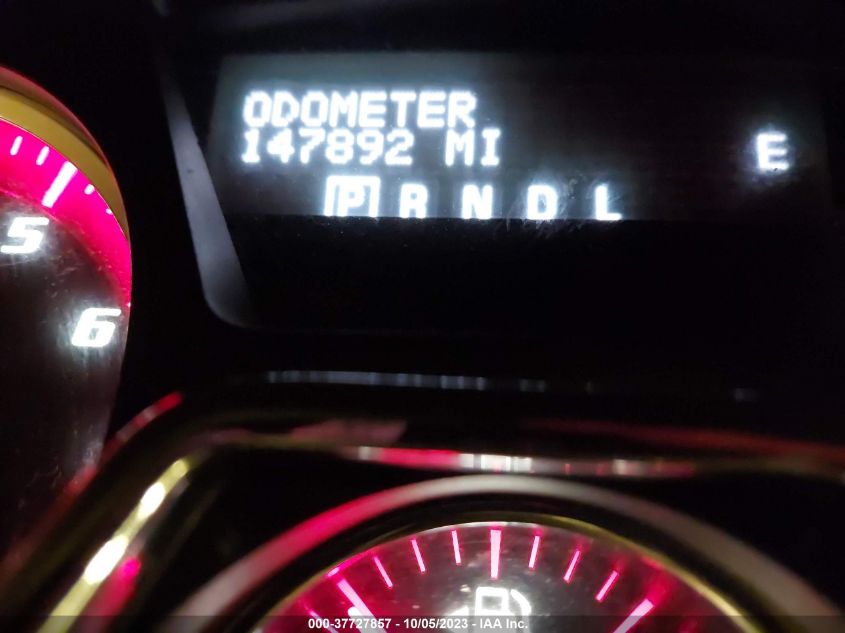 ODOMETER
147892 MI
E
P R N D L
5
6
000-37727857 - 10/05/2023 - IAA Inc.